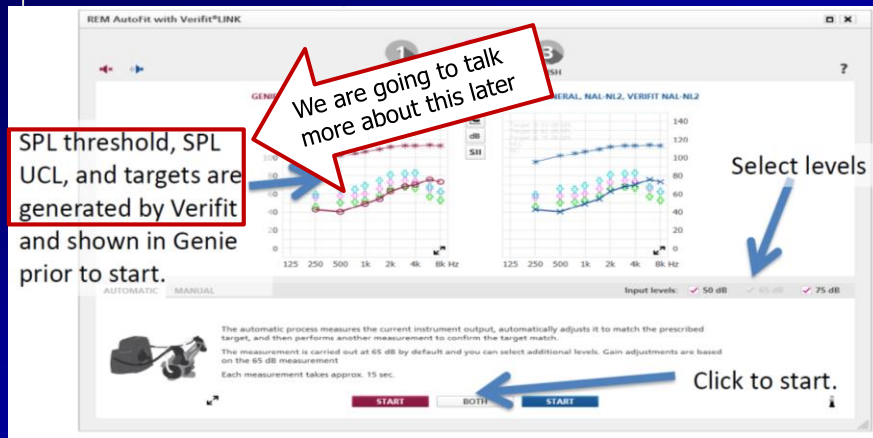 REM AutoFit with Verifit®LINK
1
3
SH
?
We are going to talk
more about this later
GENIE
NERAL, NAL-NL2, VERIFIT NAL-NL2
dB
SII
140
120
100
80
60
40
20
0
100
80
60
40
20
0
125 250 500 1k 2k 4k 8k Hz
125 250 500 1k 2k 4k 8k Hz
SPL threshold, SPL
UCL, and targets are
generated by Verifit
and shown in Genie
prior to start.
Select levels
AUTOMATIC MANUAL
Input levels: 50 dB 65 dB 75 dB
The automatic process measures the current instrument output, automatically adjusts it to match the prescribed
target, and then performs another measurement to confirm the target match.
The measurement is carried out at 65 dB by default and you can select additional levels. Gain adjustments are based
on the 65 dB measurement
Each measurement takes approx. 15 sec.
Click to start.
START BOTH START